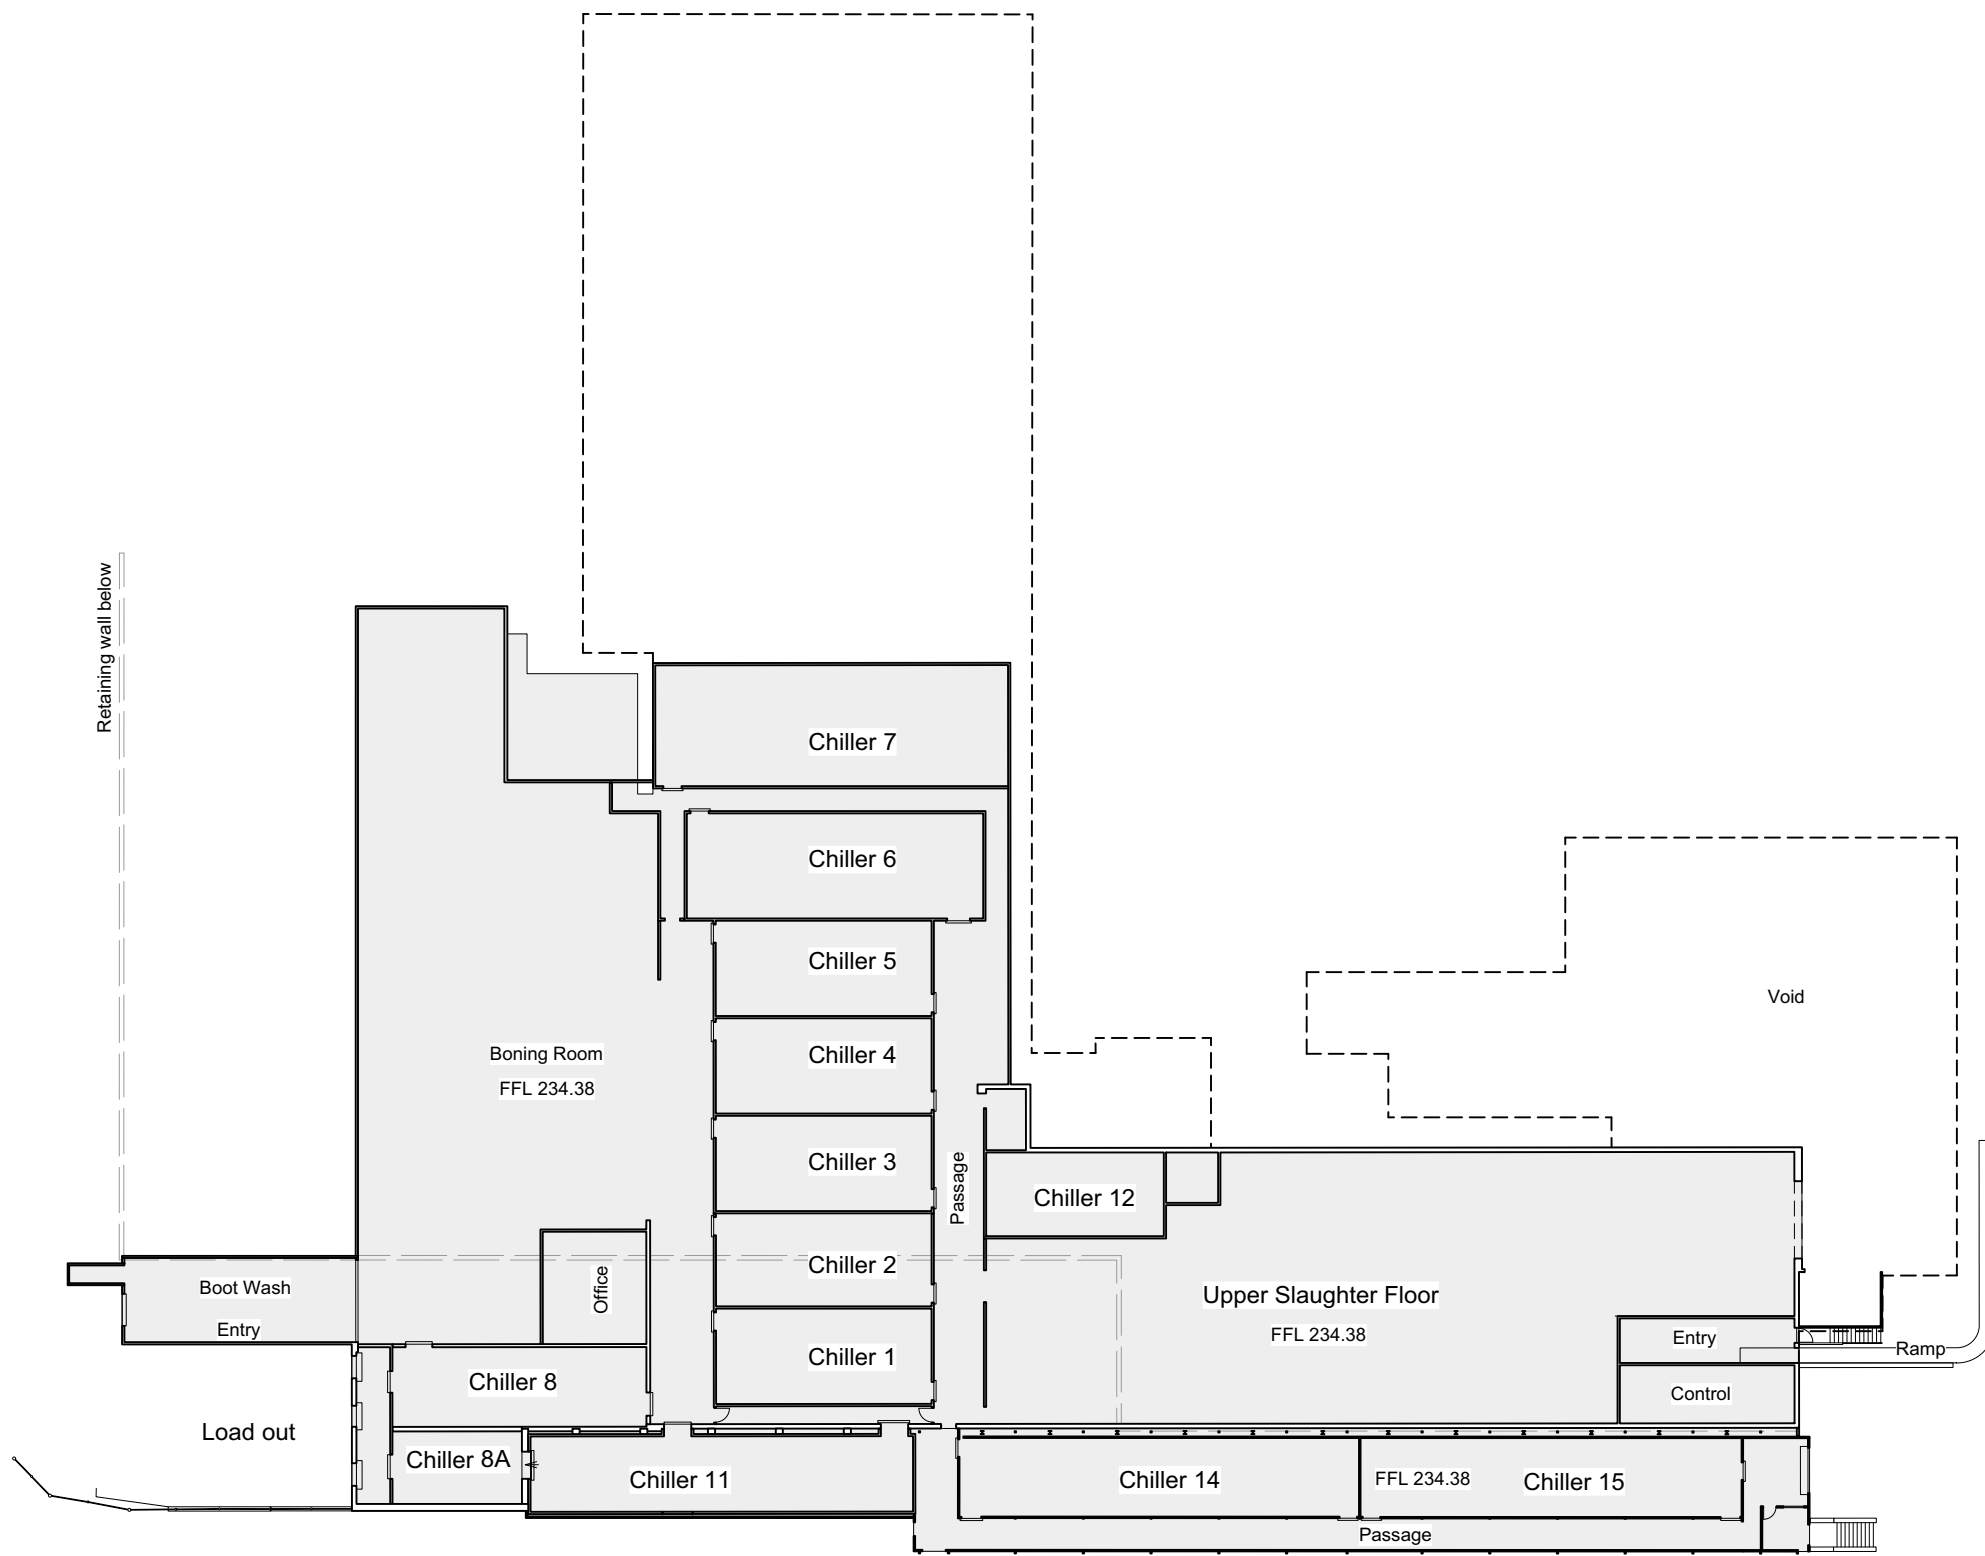 Retaining wall below
Chiller 7
Chiller 6
Chiller 5
Void
Boning Room
FFL 234.38
Chiller 4
Chiller 3
Passage
Chiller 12
Chiller 2
Boot Wash
Office
Upper Slaughter Floor
FFL 234.38
Entry
Entry
Ramp
Chiller 1
Chiller 8
Control
Load out
Chiller 8A
Chiller 11
Chiller 14
FFL 234.38
Chiller 15
Passage